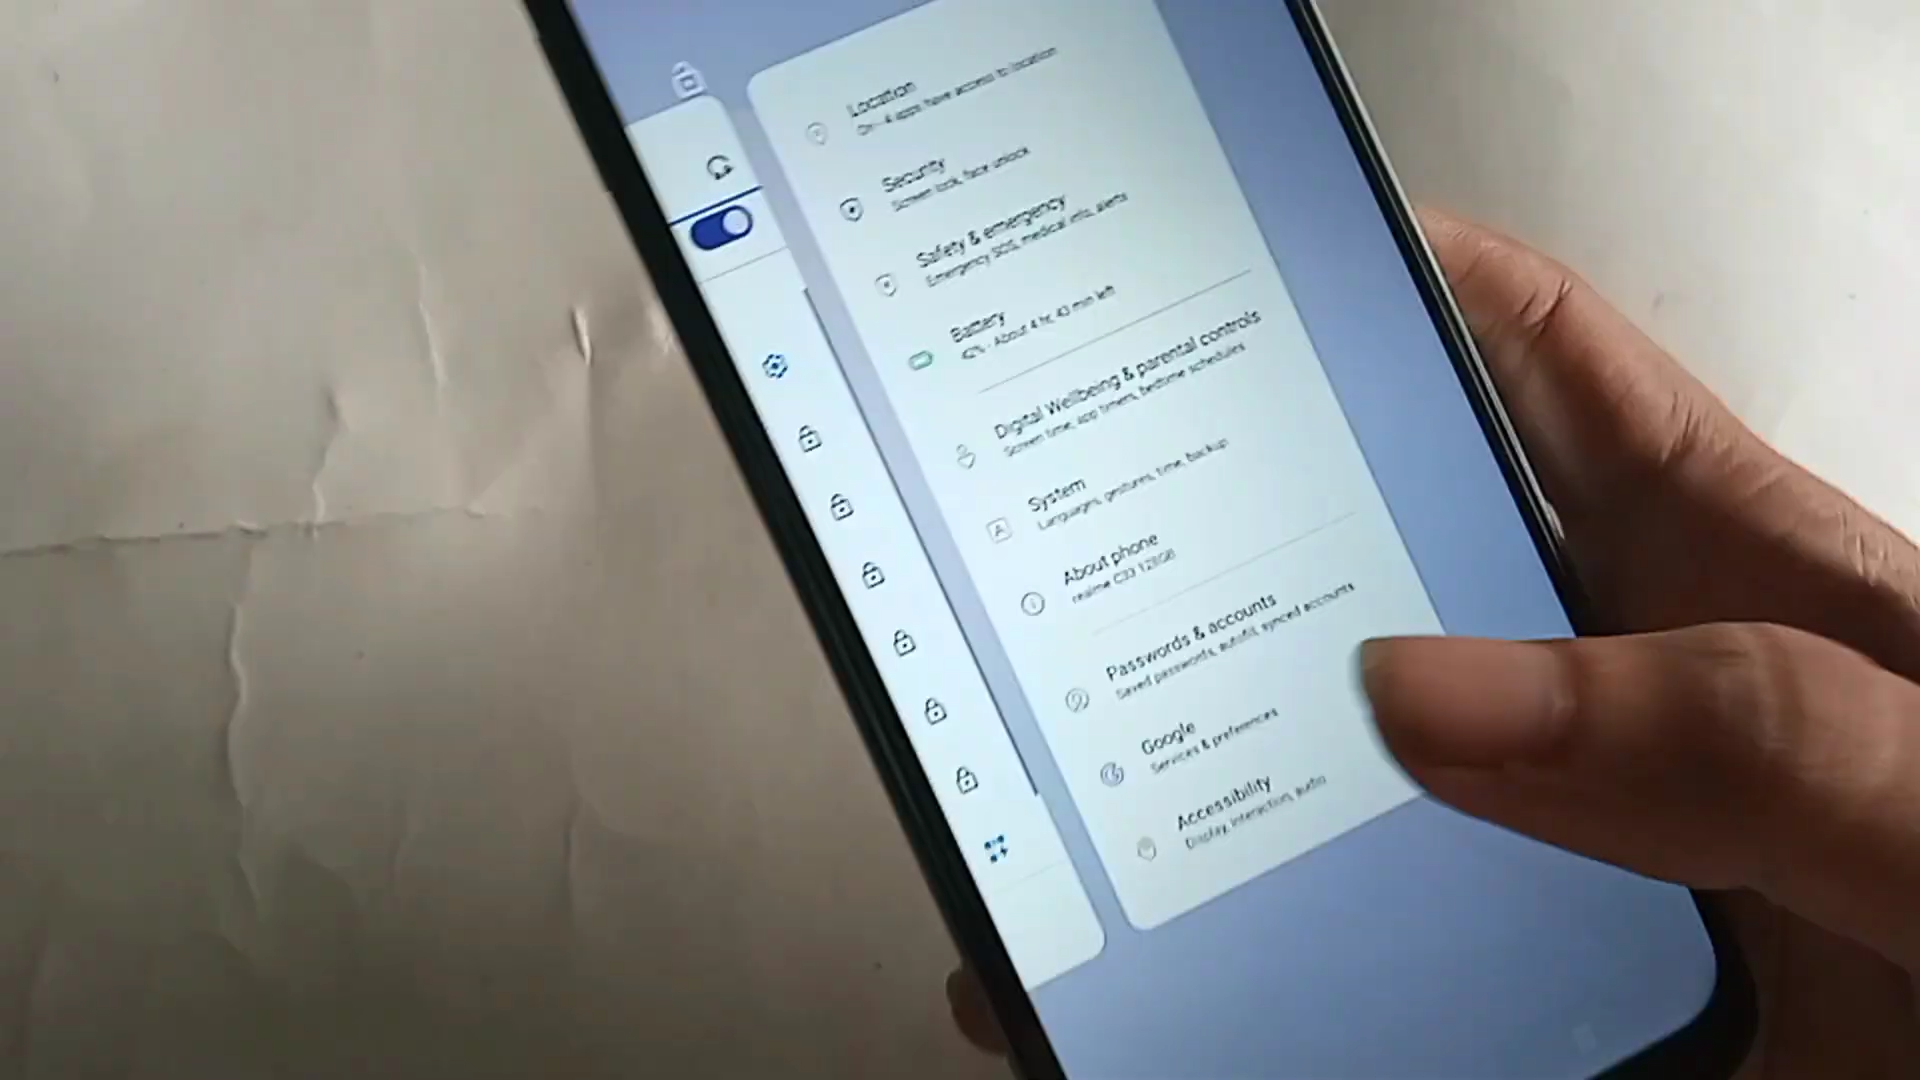 Location
On - 4 apps have access to location
Security
Screen lock, face unlock
Safety & emergency
Emergency SOS, medical info, alerts
Battery
42% - About 4 hr, 43 min left
Digital Wellbeing & parental controls
Screen time, app timers, bedtime schedules
System
Languages, gestures, time, backup
About phone
realme C33 128GB
Passwords & accounts
Saved passwords, autofill, synced accounts
Google
Services & preferences
Accessibility
Display, interaction, audio